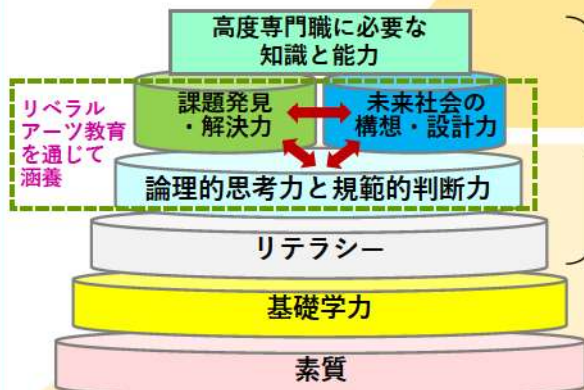 高度専門職に必要な
知識と能力
リベラル
アーツ教育
を通じて
涵養
課題発見
・解決力
未来社会の
構想・設計力
論理的思考力と規範的判断力
リテラシー
基礎学力
素質